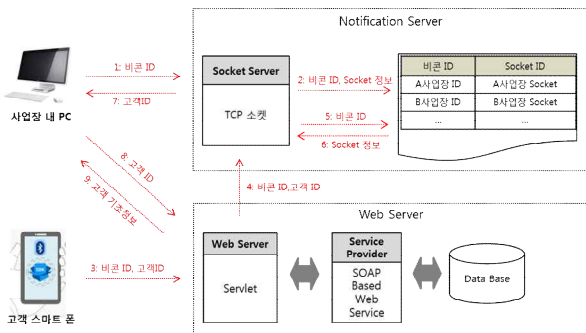 Notification Server
1: 비콘 ID
7: 고객ID
사업장 내 PC
Socket Server
TCP 소켓
2: 비콘 ID, Socket 정보
5: 비콘 ID
6: Socket 정보
비콘 ID
Socket ID
A사업장 ID
A사업장 Socket
B사업장 ID
B사업장 Socket
...
...
8: 고객 ID
9: 고객 기초정보
4: 비콘 ID,고객 ID
Web Server
3: 비콘 ID, 고객ID
고객 스마트 폰
Web Server
Servlet
Service
Provider
SOAP
Based
Web
Service
Data Base